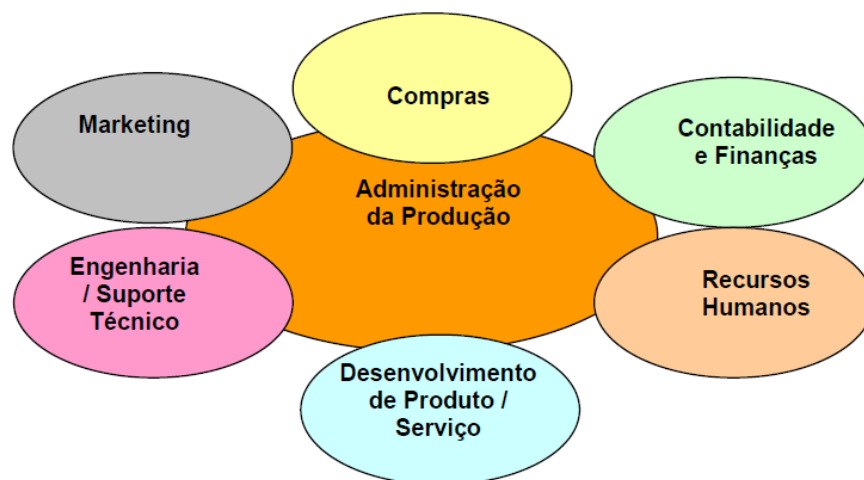 Compras
Marketing
Contabilidade
e Finanças
Administração
da Produção
Engenharia
/ Suporte
Técnico
Recursos
Humanos
Desenvolvimento
de Produto /
Serviço